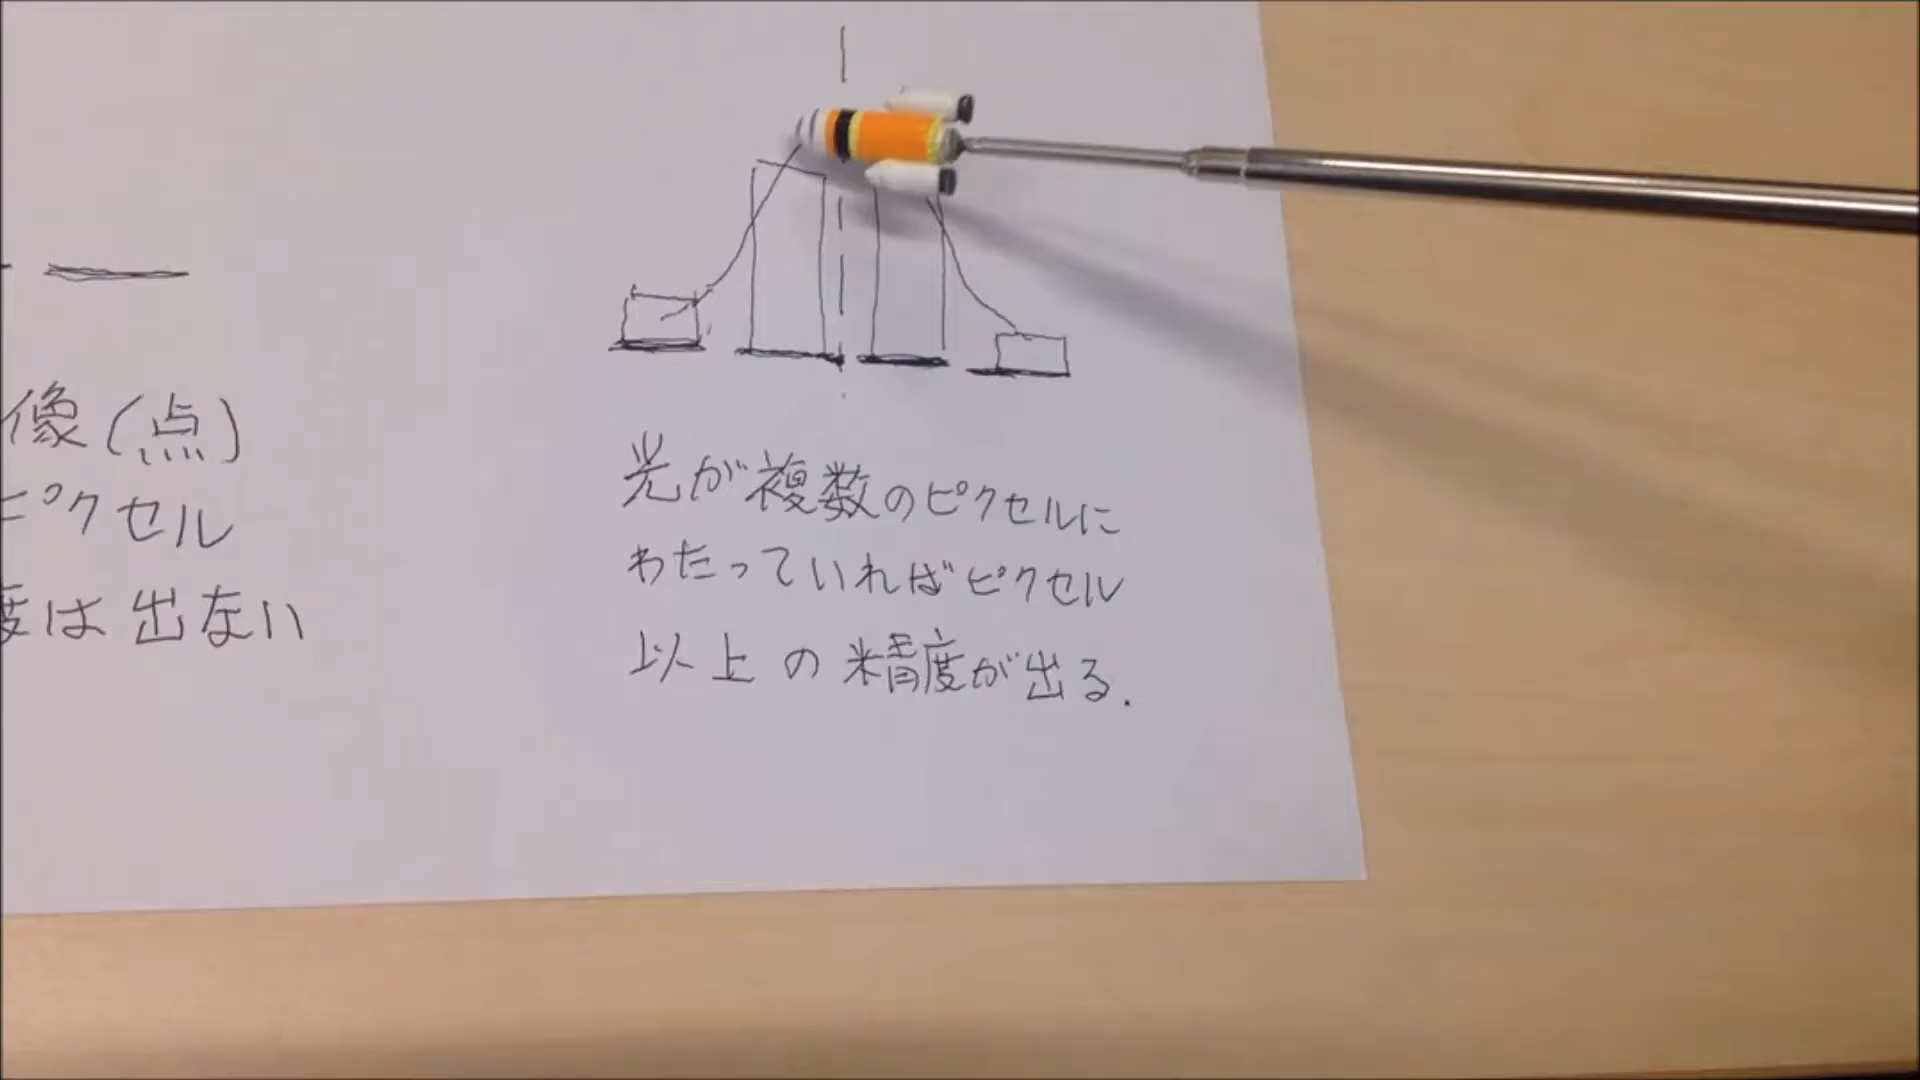 像(点)
ピクセル
度は出ない
光が複数のピクセルに
わたっていればピクセル
以上の精度が出る.